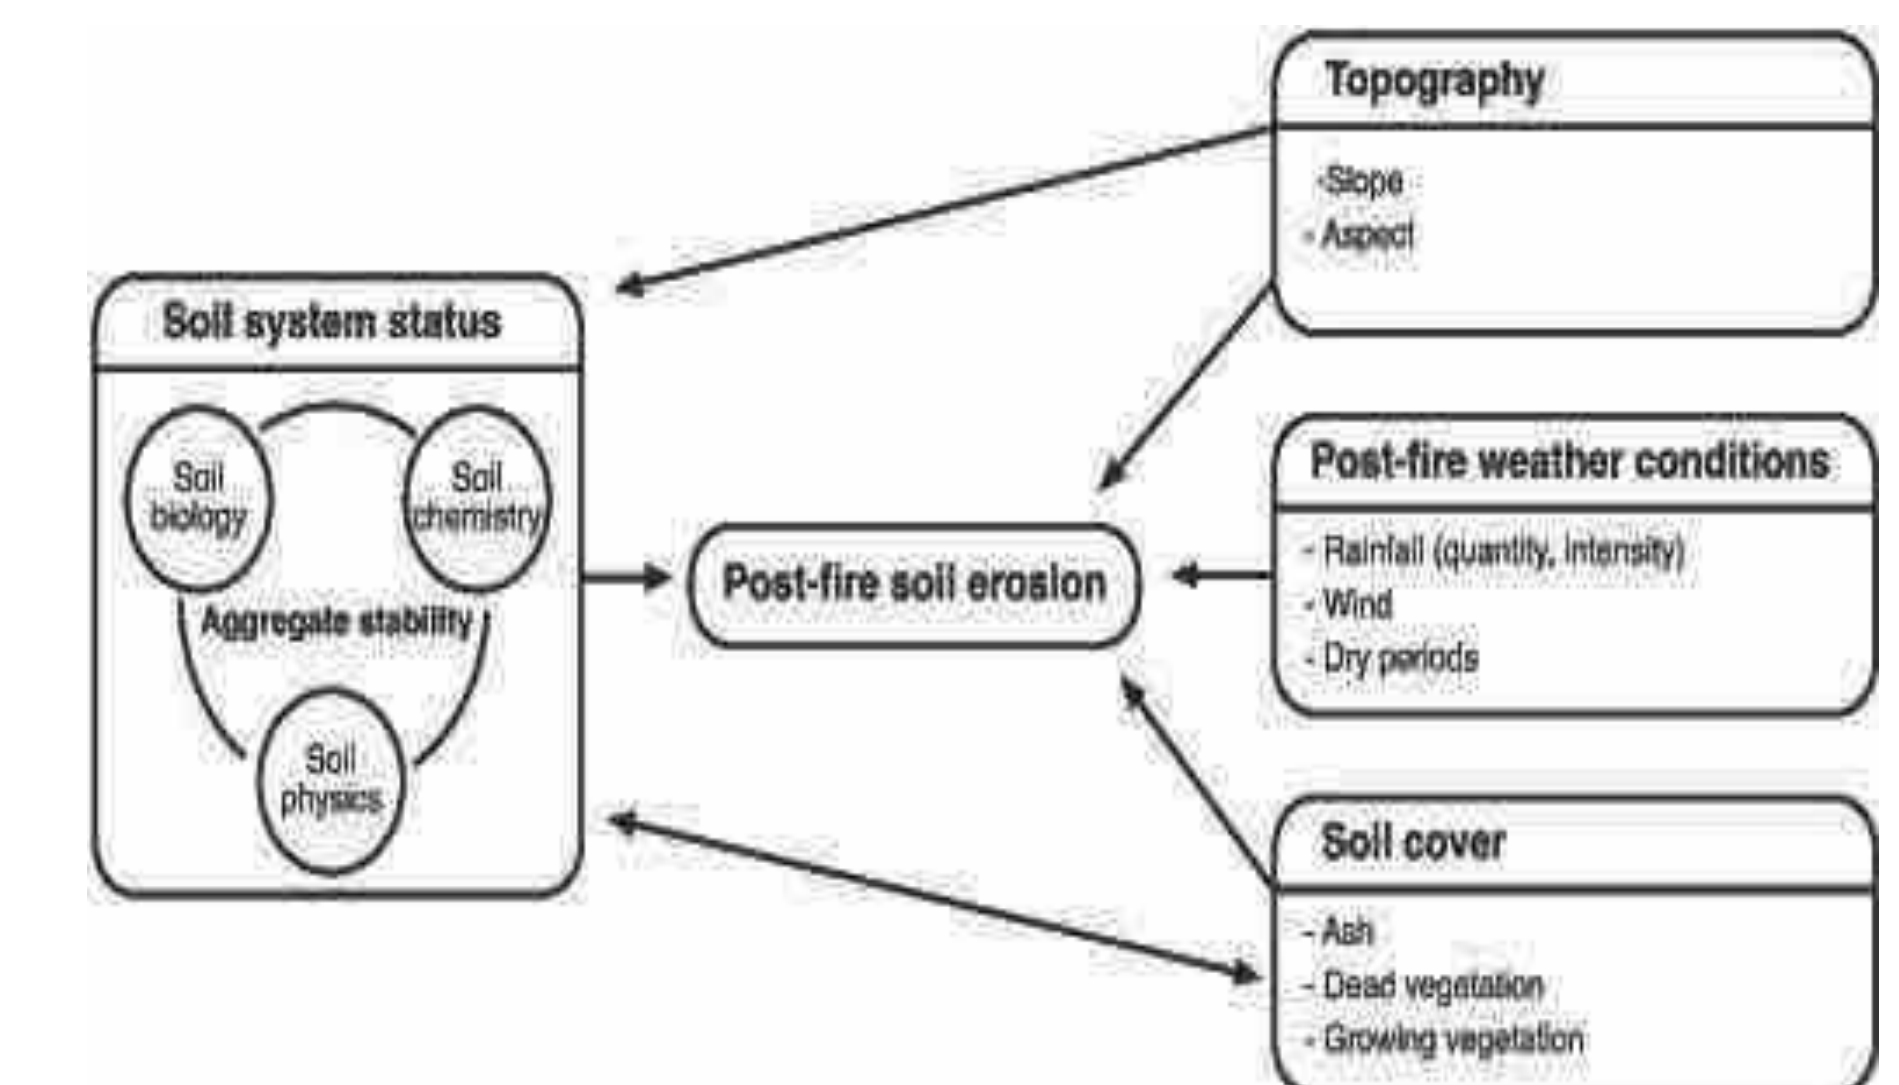 Topography
-Slope
- Aspect
Soil system status
Soil
biology
Soil
chemistry
Aggregate stability
Soil
physics
Post-fire soil erosion
Post-fire weather conditions
- Rainfall (quantity, intensity)
- Wind
- Dry periods
Soil cover
- Ash
- Dead vegetation
- Growing vegetation